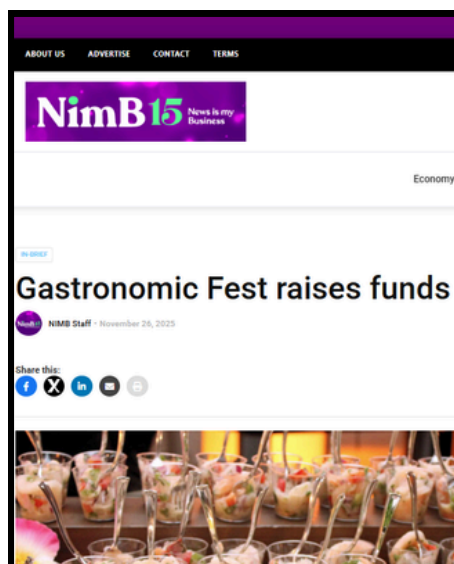 ABOUT US ADVERTISE CONTACT TERMS
NimB15 News is my
Business
Economy
IN-BRIEF
Gastronomic Fest raises funds
NIMB Staff - November 26, 2025
Share this: